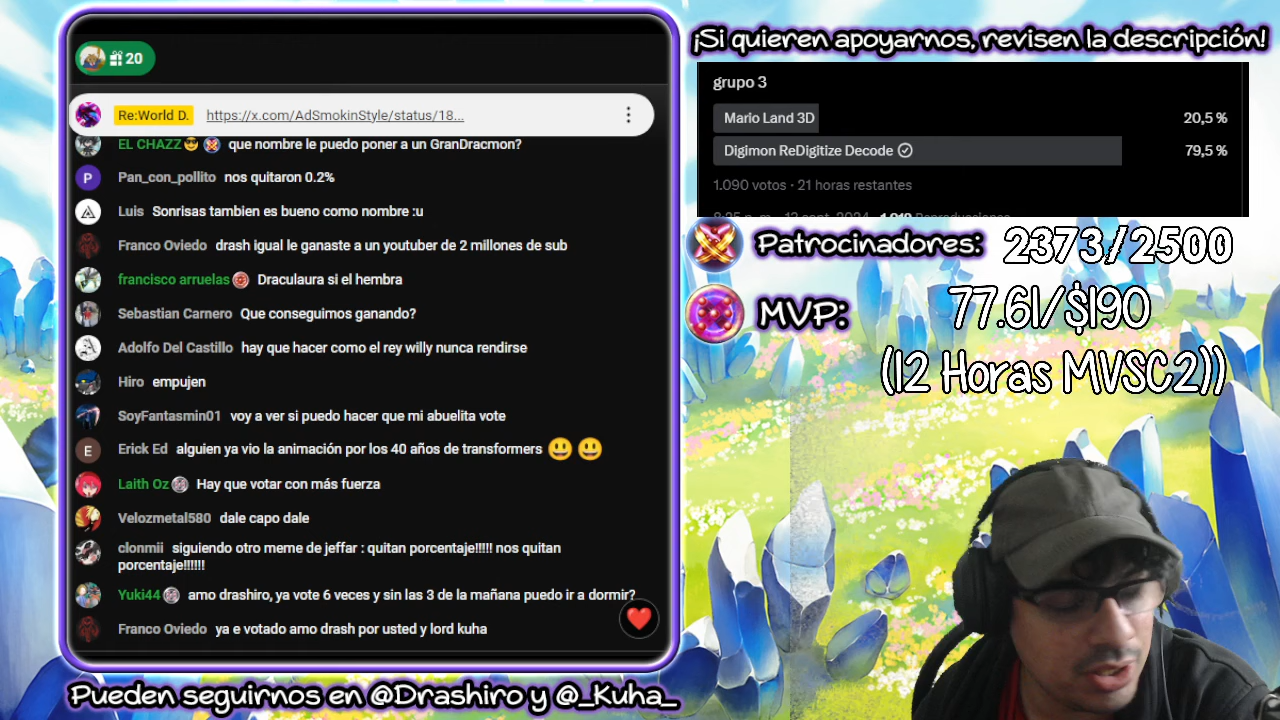 20
Re:World D. https://x.com/AdSmokinStyle/status/18...
EL CHAZZ😎 que nombre le puedo poner a un GranDracmon?
P Pan_con_pollito nos quitaron 0.2%
Luis Sonrisas tambien es bueno como nombre :u
Franco Oviedo drash igual le ganaste a un youtuber de 2 millones de sub
francisco arruelas Draculaura si el hembra
Sebastian Carnero Que conseguimos ganando?
Adolfo Del Castillo hay que hacer como el rey willy nunca rendirse
Hiro empujen
SoyFantasmin01 voy a ver si puedo hacer que mi abuelita vote
E Erick Ed alguien ya vio la animación por los 40 años de transformers 😃 😃
Laith Oz Hay que votar con más fuerza
Velozmetal580 dale capo dale
clonmii siguiendo otro meme de jeffar : quitan porcentaje!!!!! nos quitan
porcentaje!!!!!!
Yuki44 amo drashiro, ya vote 6 veces y sin las 3 de la mañana puedo ir a dormir?
Franco Oviedo ya e votado amo drash por usted y lord kuha
Pueden seguirnos en @Drashiro y @_Kuha_
¡Si quieren apoyarnos, revisen la descripción!
grupo 3
Mario Land 3D 20,5 %
Digimon ReDigitize Decode 79,5 %
1.090 votos · 21 horas restantes
Patrocinadores: 2373/2500
MVP: 77.61/$190
(12 Horas MVSC2))